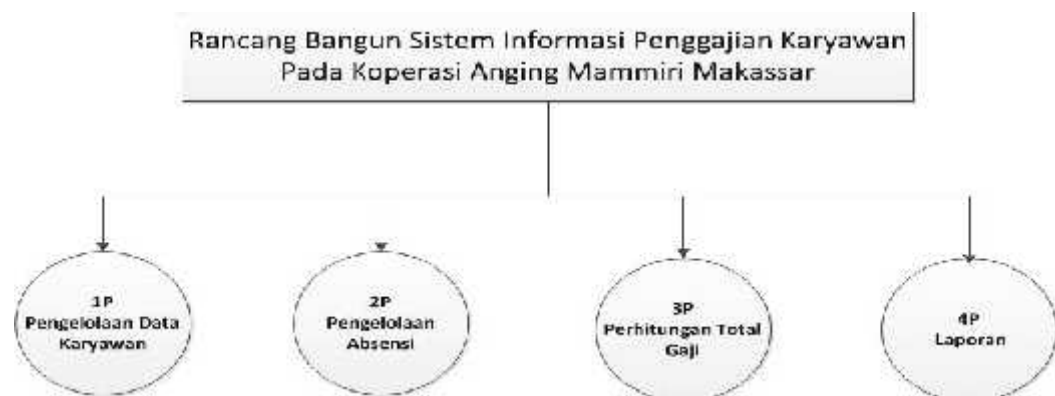 Rancang Bangun Sistem Informasi Penggajian Karyawan
Pada Koperasi Anging Mammiri Makassar
1P
Pengelolaan Data
Karyawan
2P
Pengelolaan
Absensi
3P
Perhitungan Total
Gaji
4P
Laporan